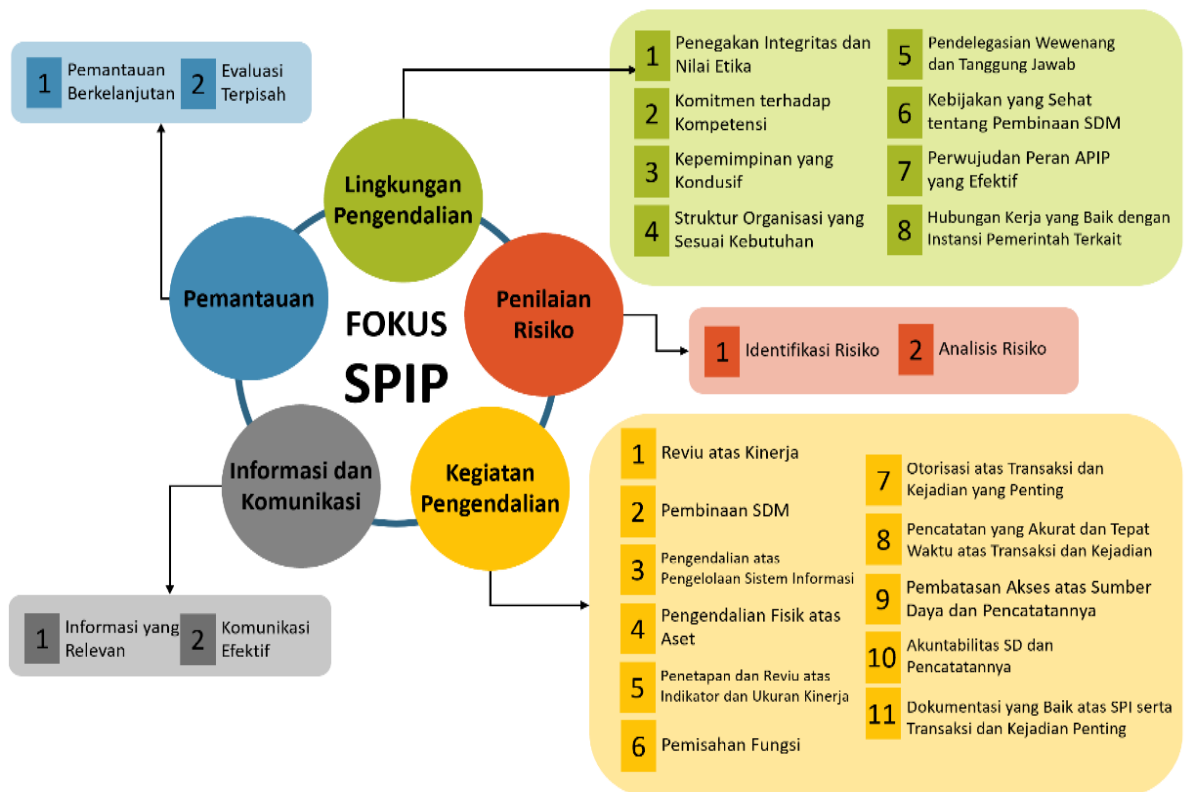 1
Pemantauan
Berkelanjutan
2
Evaluasi
Terpisah
1
Penegakan Integritas dan
Nilai Etika
2
Komitmen terhadap
Kompetensi
3
Kepemimpinan yang
Kondusif
4
Struktur Organisasi yang
Sesuai Kebutuhan
5
Pendelegasian Wewenang
dan Tanggung Jawab
6
Kebijakan yang Sehat
tentang Pembinaan SDM
7
Perwujudan Peran APIP
yang Efektif
8
Hubungan Kerja yang Baik dengan
Instansi Pemerintah Terkait
Lingkungan
Pengendalian
Pemantauan
FOKUS
SPIP
Penilaian
Risiko
1
Identifikasi Risiko
2
Analisis Risiko
Informasi dan
Komunikasi
Kegiatan
Pengendalian
1
Informasi yang
Relevan
2
Komunikasi
Efektif
1
Reviu atas Kinerja
2
Pembinaan SDM
3
Pengendalian atas
Pengelolaan Sistem Informasi
4
Pengendalian Fisik atas
Aset
5
Penetapan dan Reviu atas
Indikator dan Ukuran Kinerja
6
Pemisahan Fungsi
7
Otorisasi atas Transaksi dan
Kejadian yang Penting
8
Pencatatan yang Akurat dan Tepat
Waktu atas Transaksi dan Kejadian
9
Pembatasan Akses atas Sumber
Daya dan Pencatatannya
10
Akuntabilitas SD dan
Pencatatannya
11
Dokumentasi yang Baik atas SPI serta
Transaksi dan Kejadian Penting